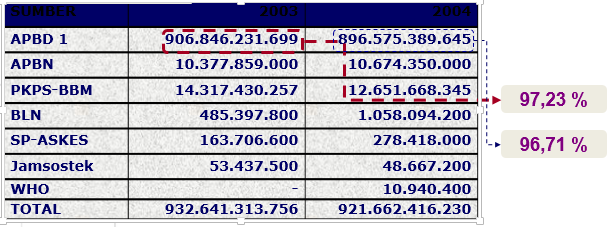 SUMBER 2003 2004
APBD 1 906.846.231.699 896.575.389.645
APBN 10.377.859.000 10.674.350.000
PKPS-BBM 14.317.430.257 12.651.668.345
97,23 %
BLN 485.397.800 1.058.094.200
SP-ASKES 163.706.600 278.418.000
96,71 %
Jamsostek 53.437.500 48.667.200
WHO - 10.940.400
TOTAL 932.641.313.756 921.662.416.230